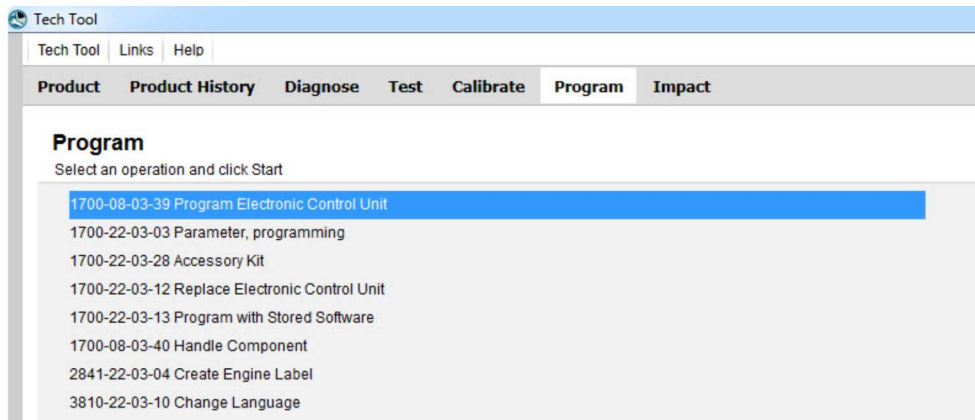 Tech Tool
Tech Tool Links Help
Product Product History Diagnose Test Calibrate Program Impact
Program
Select an operation and click Start
1700-08-03-39 Program Electronic Control Unit
1700-22-03-03 Parameter, programming
1700-22-03-28 Accessory Kit
1700-22-03-12 Replace Electronic Control Unit
1700-22-03-13 Program with Stored Software
1700-08-03-40 Handle Component
2841-22-03-04 Create Engine Label
3810-22-03-10 Change Language